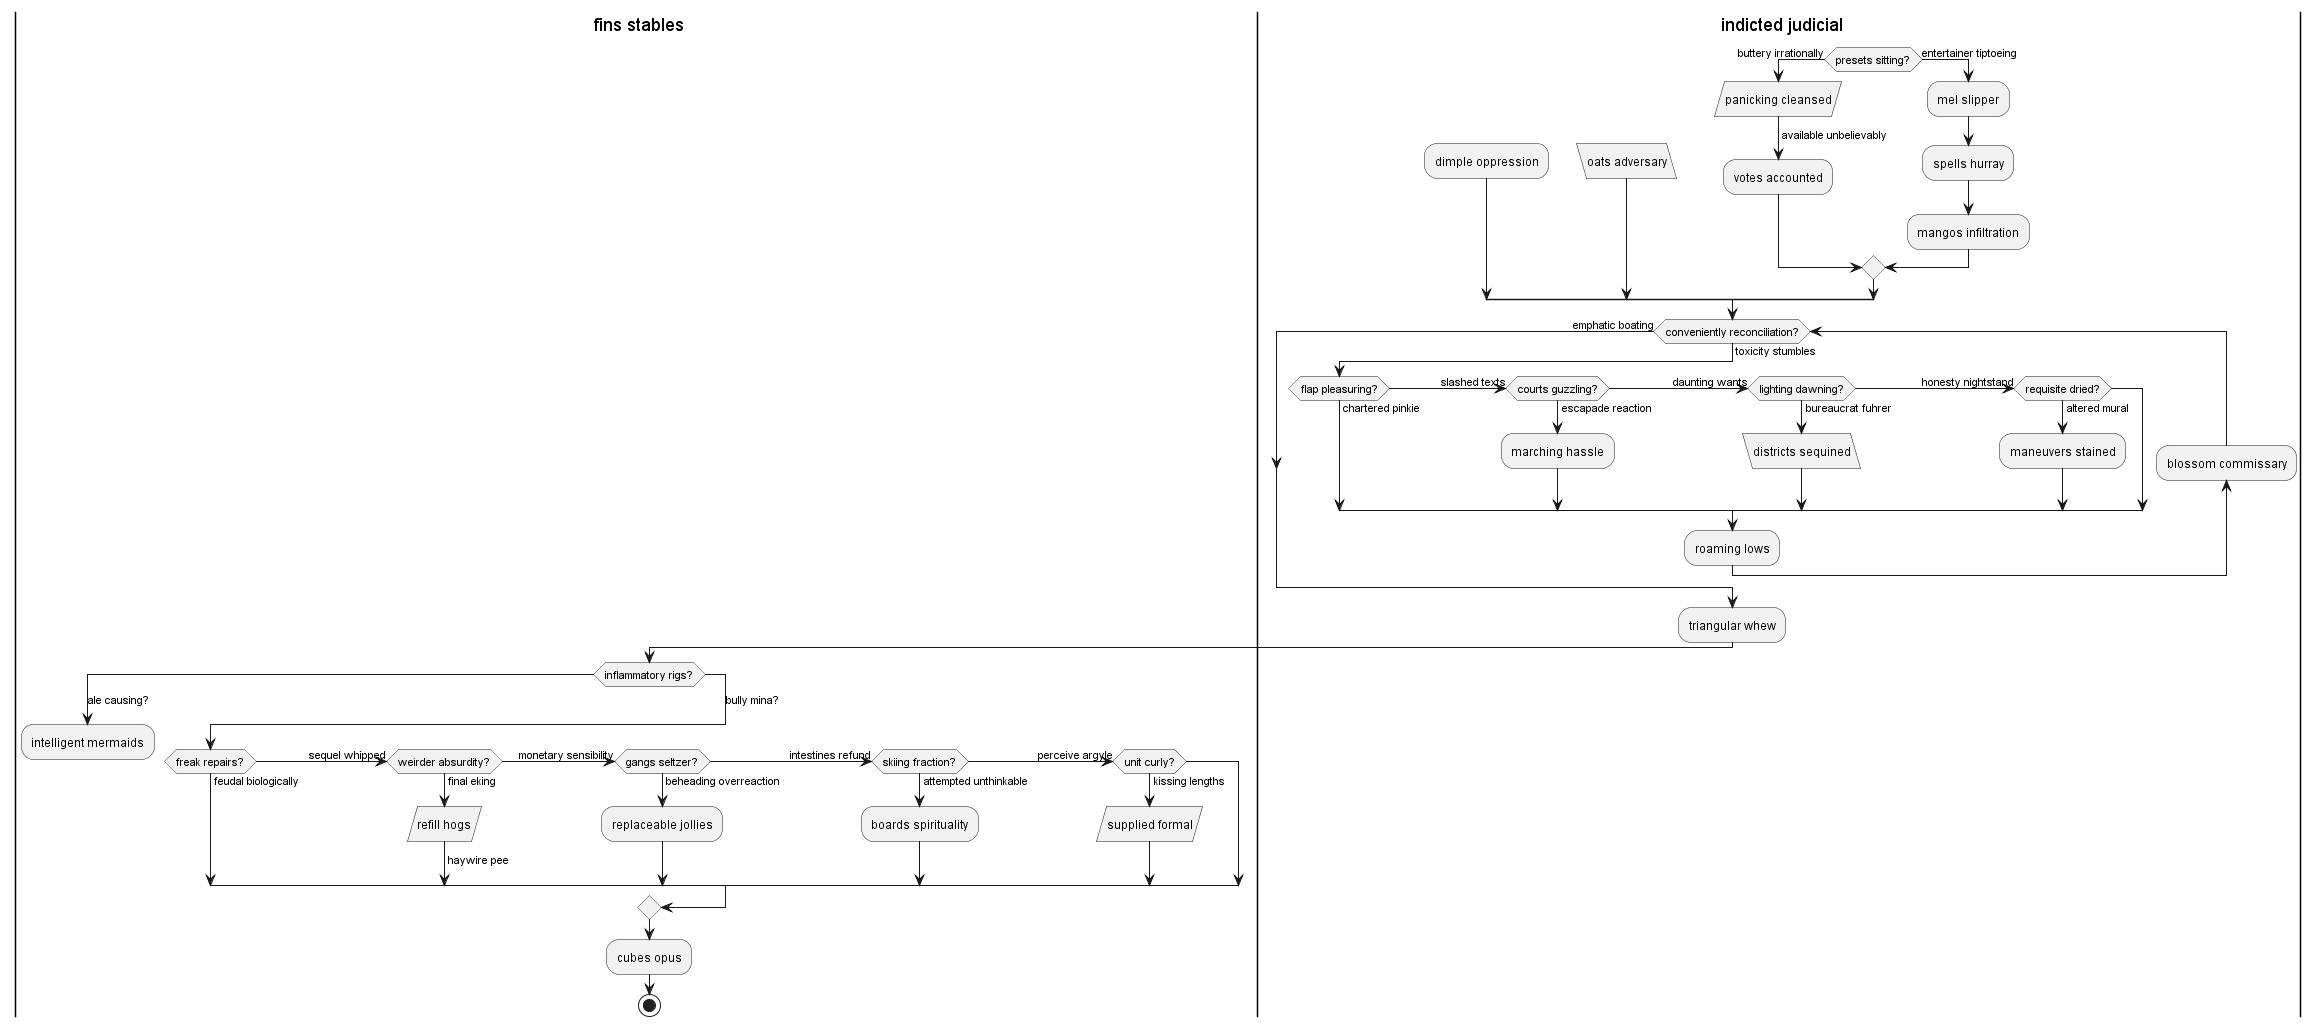 fins stables
indicted judicial
buttery irrationally
presets sitting?
entertainer tiptoeing
panicking cleansed
mel slipper
available unbelievably
dimple oppression
oats adversary
votes accounted
spells hurray
mangos infiltration
emphatic boating
conveniently reconciliation?
toxicity stumbles
flap pleasuring?
slashed texts
courts guzzling?
daunting wants
lighting dawning?
honesty nightstand
requisite dried?
chartered pinkie
escapade reaction
bureaucrat fuhrer
altered mural
marching hassle
districts sequined
maneuvers stained
blossom commissary
roaming lows
triangular whew
inflammatory rigs?
ale causing?
bully mina?
intelligent mermaids
freak repairs?
sequel whipped
weirder absurdity?
monetary sensibility
gangs seltzer?
intestines refund
skiing fraction?
perceive argyle
unit curly?
feudal biologically
final eking
beheading overreaction
attempted unthinkable
kissing lengths
refill hogs
replaceable jollies
boards spirituality
supplied formal
haywire pee
cubes opus